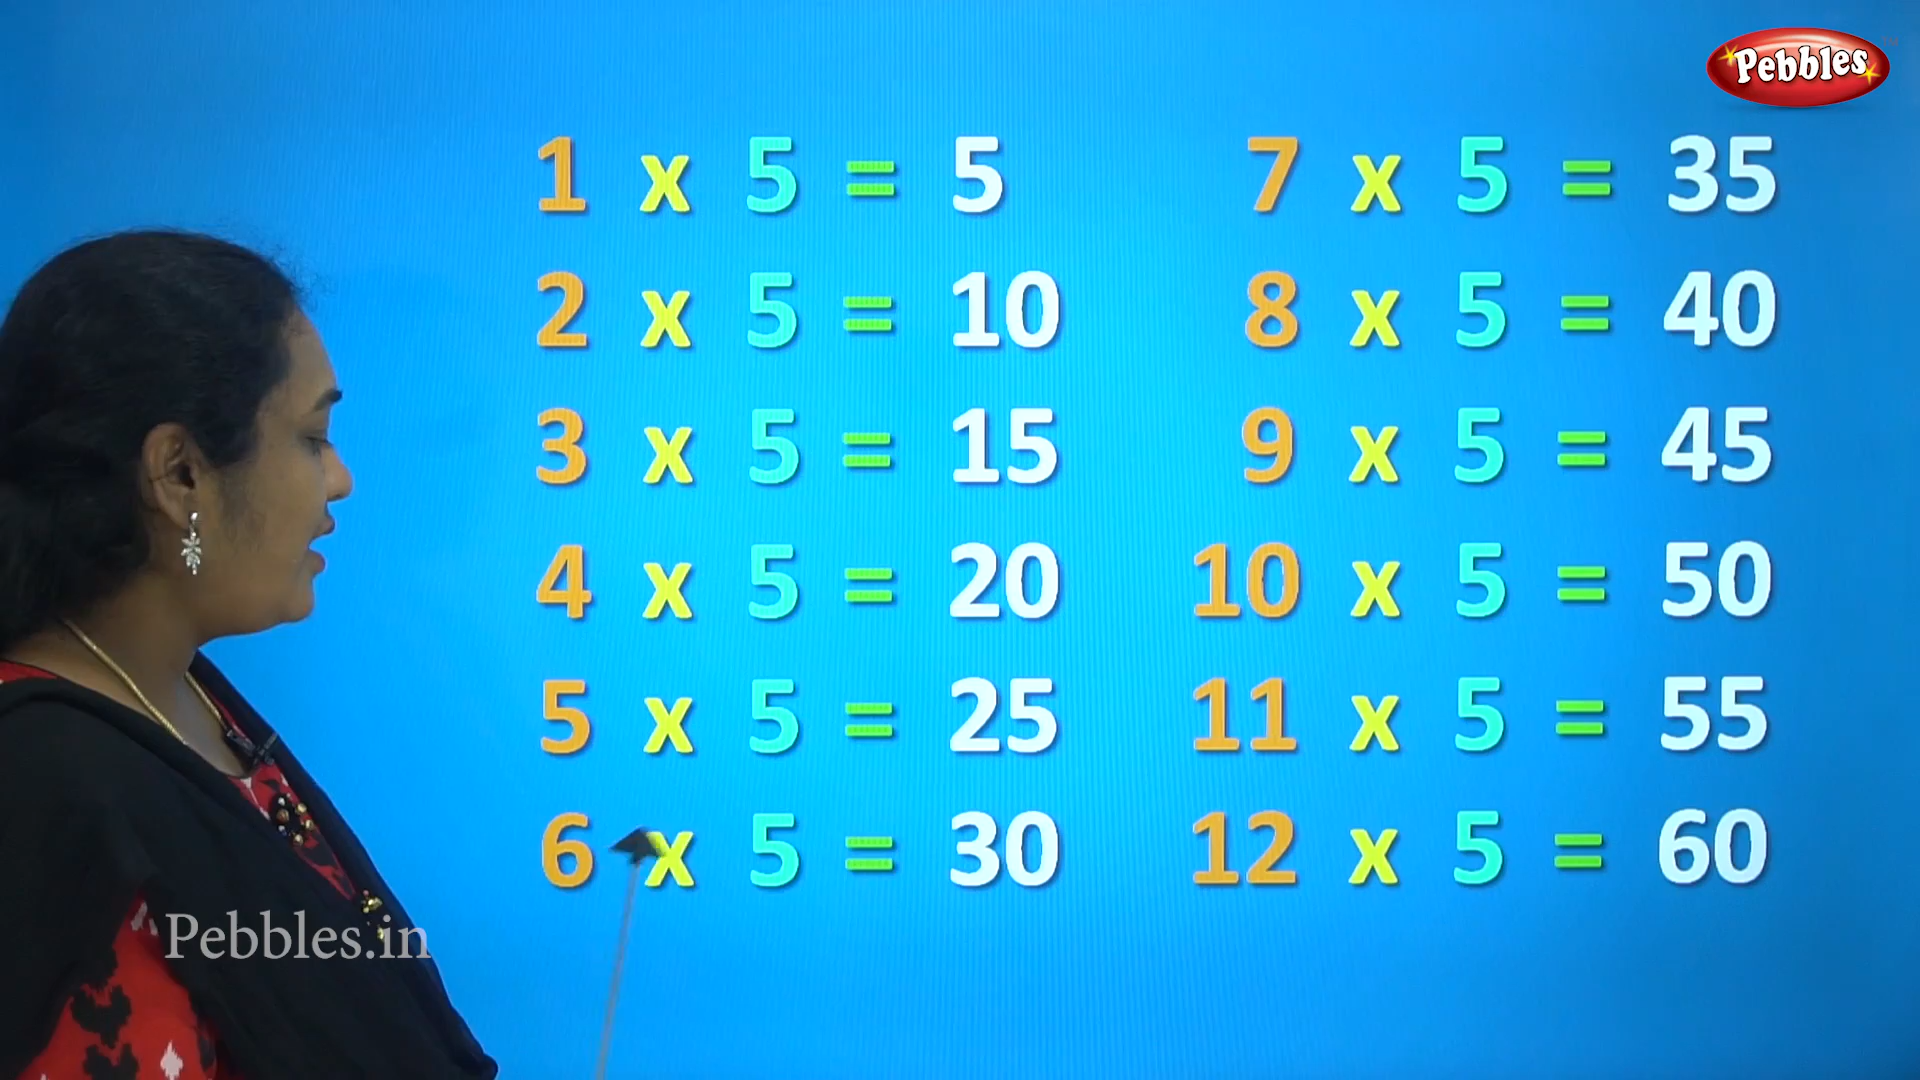 Pebbles
1 x 5 = 5
2 x 5 = 10
3 x 5 = 15
4 x 5 = 20
5 x 5 = 25
6 x 5 = 30
7 x 5 = 35
8 x 5 = 40
9 x 5 = 45
10 x 5 = 50
11 x 5 = 55
12 x 5 = 60
Pebbles.in